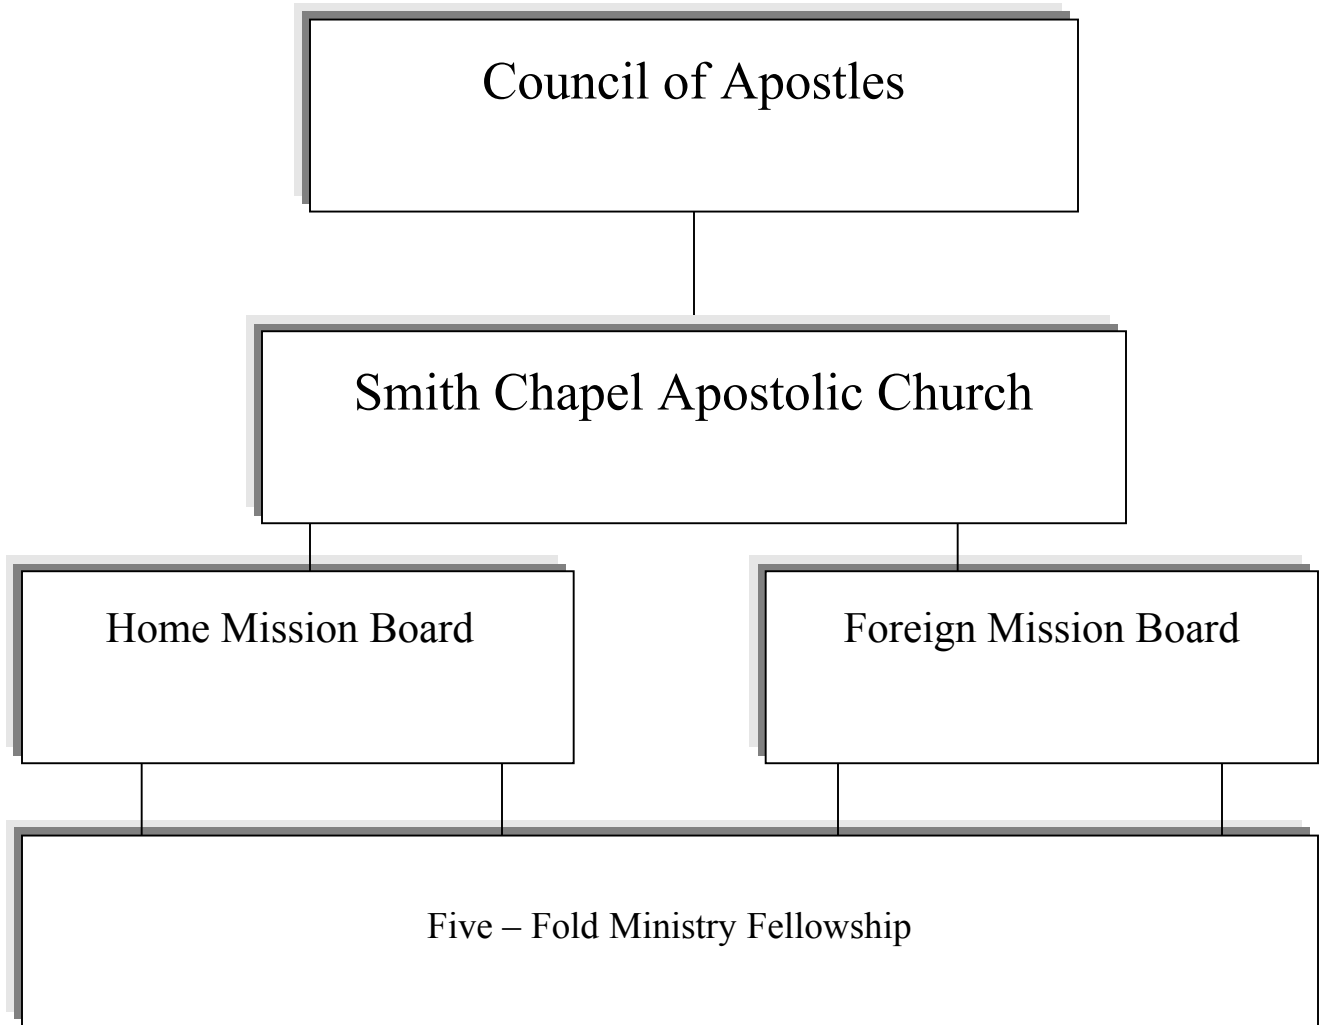 Council of Apostles
Smith Chapel Apostolic Church
Home Mission Board
Foreign Mission Board
Five – Fold Ministry Fellowship